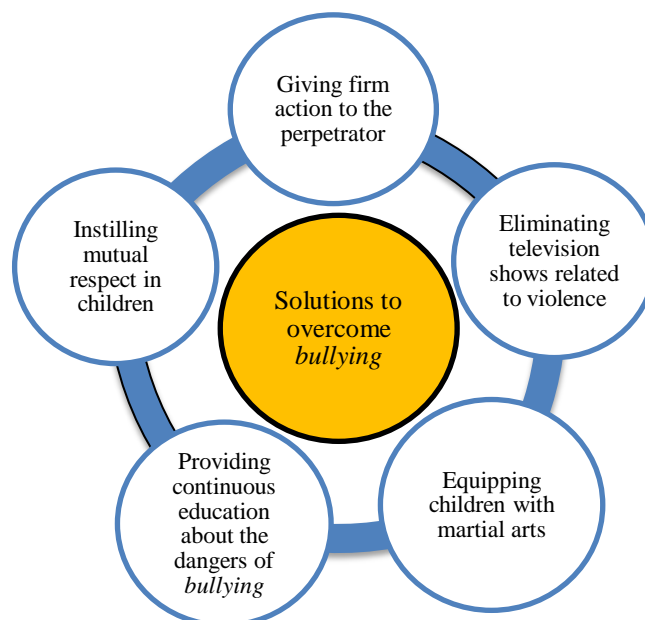 Giving firm
action to the
perpetrator
Eliminating
television
shows related
to violence
Equipping
children with
martial arts
Providing
continuous
education
about the
dangers of
bullying
Instilling
mutual
respect in
children
Solutions to
overcome
bullying